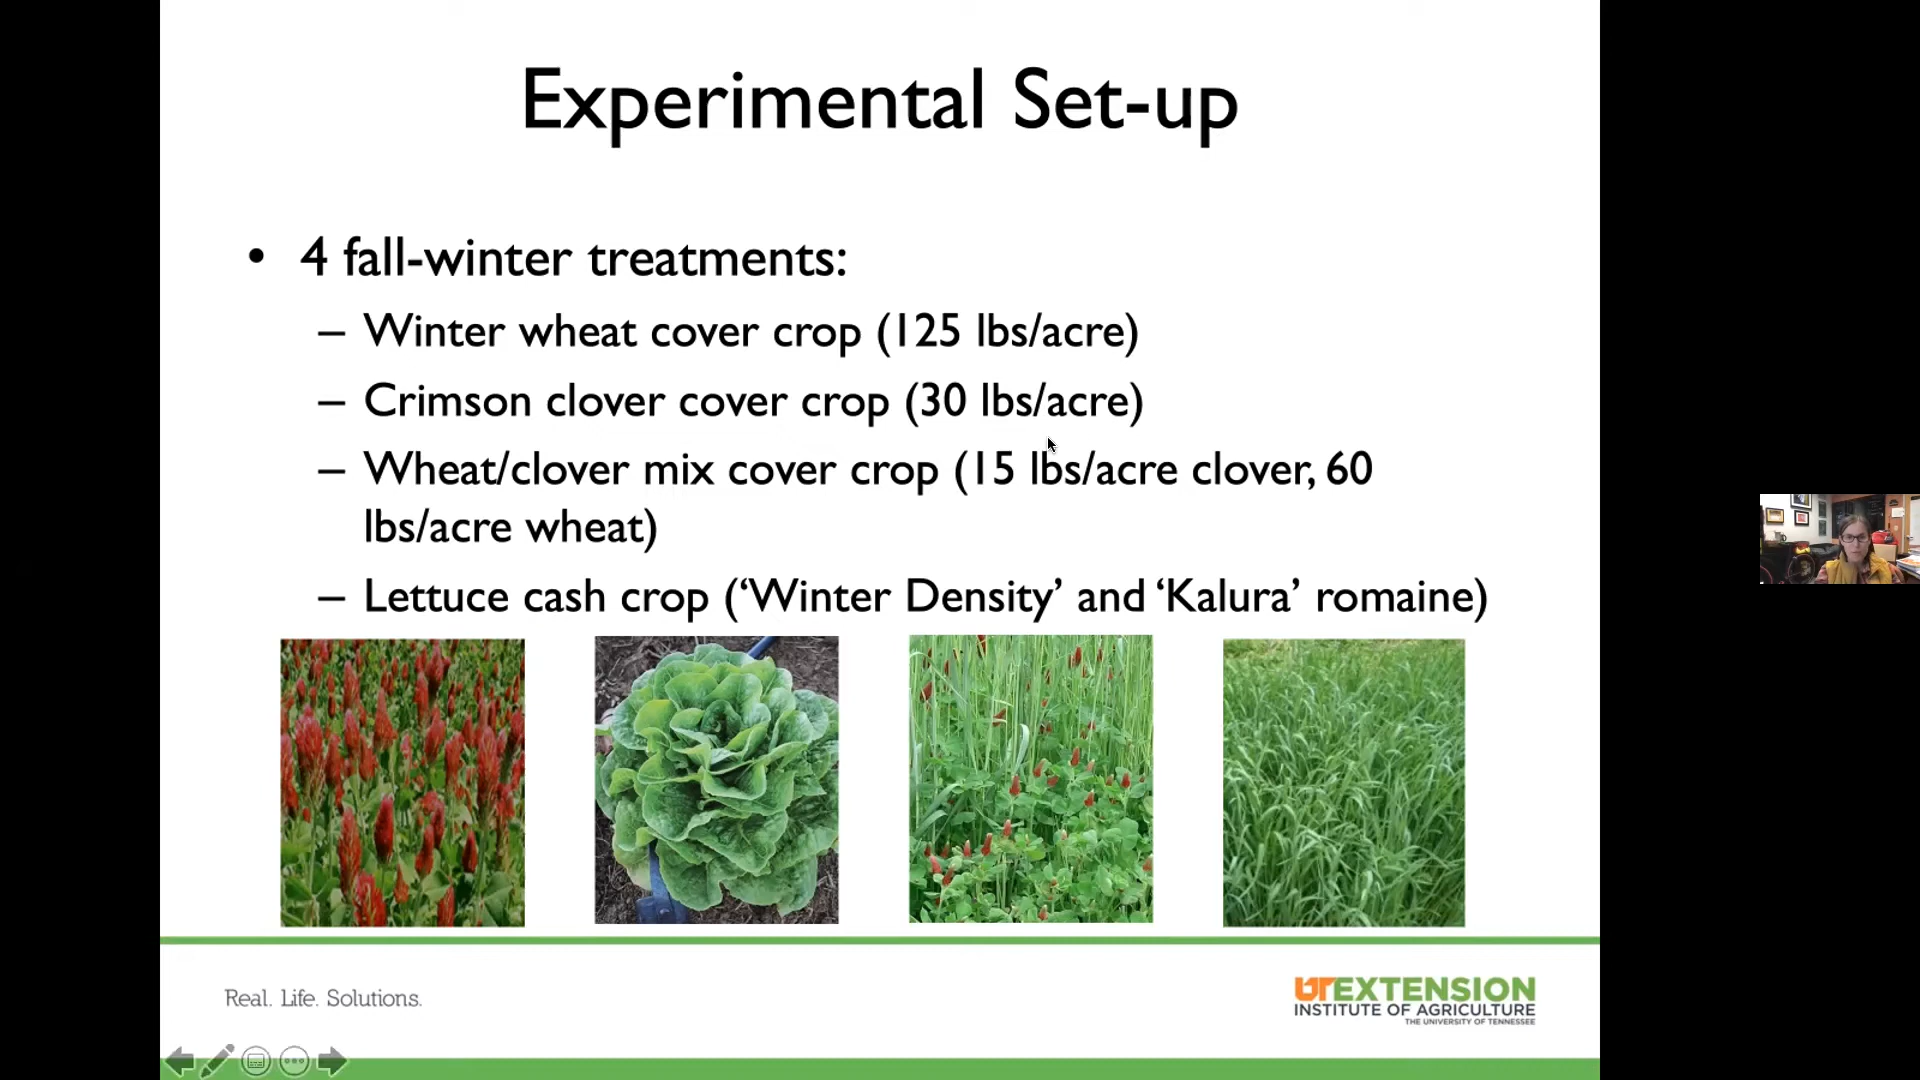 Experimental Set-up
• 4 fall-winter treatments:
– Winter wheat cover crop (125 lbs/acre)
– Crimson clover cover crop (30 lbs/acre)
– Wheat/clover mix cover crop (15 lbs/acre clover, 60
lbs/acre wheat)
– Lettuce cash crop (‘Winter Density’ and ‘Kalura’ romaine)
Real. Life. Solutions.
UTEXTENSION
INSTITUTE OF AGRICULTURE
THE UNIVERSITY OF TENNESSEE